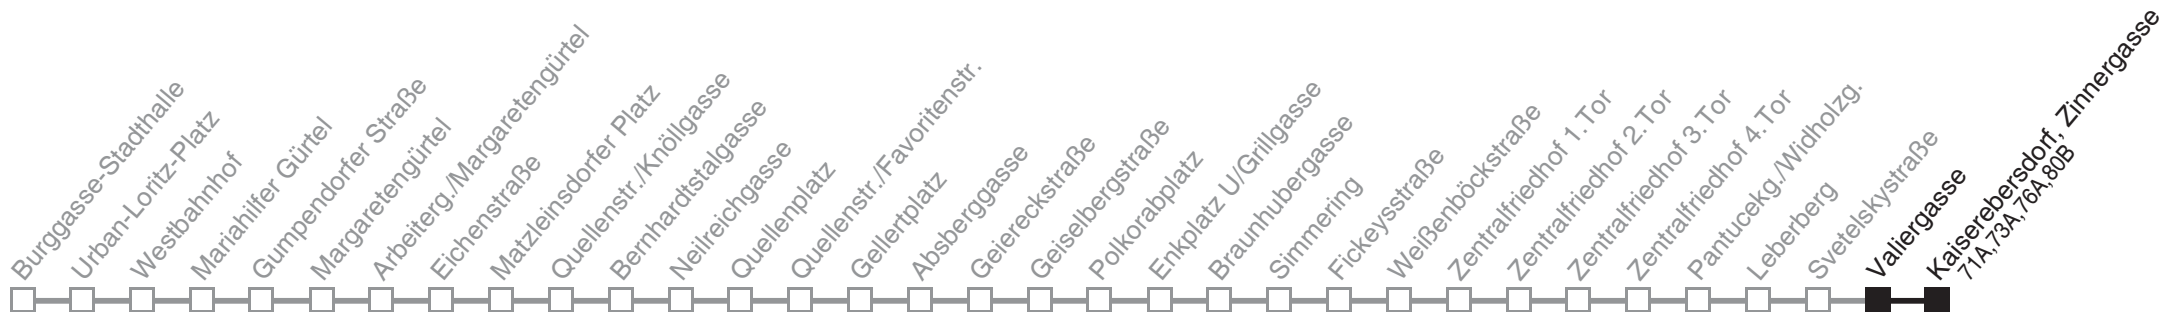 Burggasse-Stadthalle
Urban-Loritz-Platz
Westbahnhof
Mariahilfer Gürtel
Gumpendorfer Straße
Margaretengürtel
Arbeiterg./Margaretengürtel
Eichenstraße
Matzleinsdorfer Platz
Quellenstr./Knöllgasse
Bernhardtstalgasse
Neilreichgasse
Quellenplatz
Quellenstr./Favoritenstr.
Gellertplatz
Absberggasse
Geiereckstraße
Geiselbergstraße
Polkorabplatz
Enkplatz U/Grillgasse
Braunhubergasse
Simmering
Fickeysstraße
Weißenböckstraße
Zentralfriedhof 1.Tor
Zentralfriedhof 2.Tor
Zentralfriedhof 3.Tor
Zentralfriedhof 4.Tor
Pantucekg./Widholzg.
Leberberg
Svetelskystraße
Valiergasse
Kaiserebersdorf, Zinnergasse
71A,73A,76A,80B